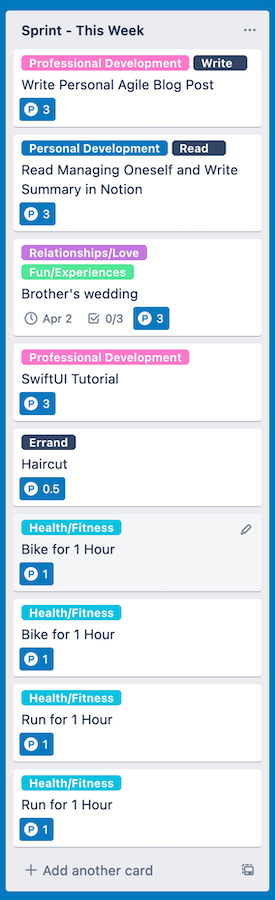 Sprint - This Week
Professional Development Write
Write Personal Agile Blog Post
P 3
Personal Development Read
Read Managing Oneself and Write
Summary in Notion
P 3
Relationships/Love
Fun/Experiences
Brother's wedding
Apr 2 0/3 P 3
Professional Development
SwiftUI Tutorial
P 3
Errand
Haircut
P 0.5
Health/Fitness
Bike for 1 Hour
P 1
Health/Fitness
Bike for 1 Hour
P 1
Health/Fitness
Run for 1 Hour
P 1
Health/Fitness
Run for 1 Hour
P 1
+ Add another card